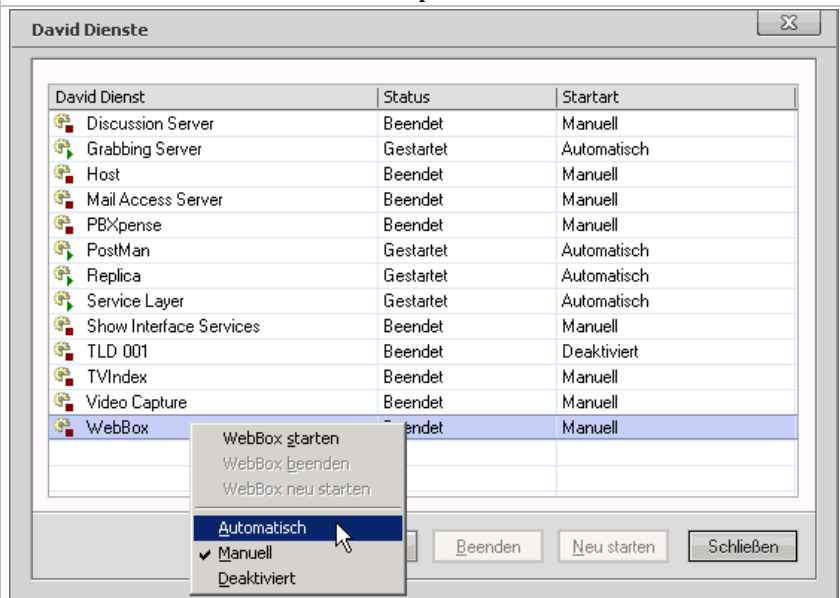 David Dienste
David Dienst Status Startart
Discussion Server Beendet Manuell
Grabbing Server Gestartet Automatisch
Host Beendet Manuell
Mail Access Server Beendet Manuell
PBXpense Beendet Manuell
PostMan Gestartet Automatisch
Replica Gestartet Automatisch
Service Layer Gestartet Automatisch
Show Interface Services Beendet Manuell
TLD 001 Beendet Deaktiviert
TVIndex Beendet Manuell
Video Capture Beendet Manuell
WebBox Beendet Manuell
WebBox starten
WebBox beenden
WebBox neu starten
Automatisch
Manuell
Deaktiviert
Beenden Neu starten Schließen